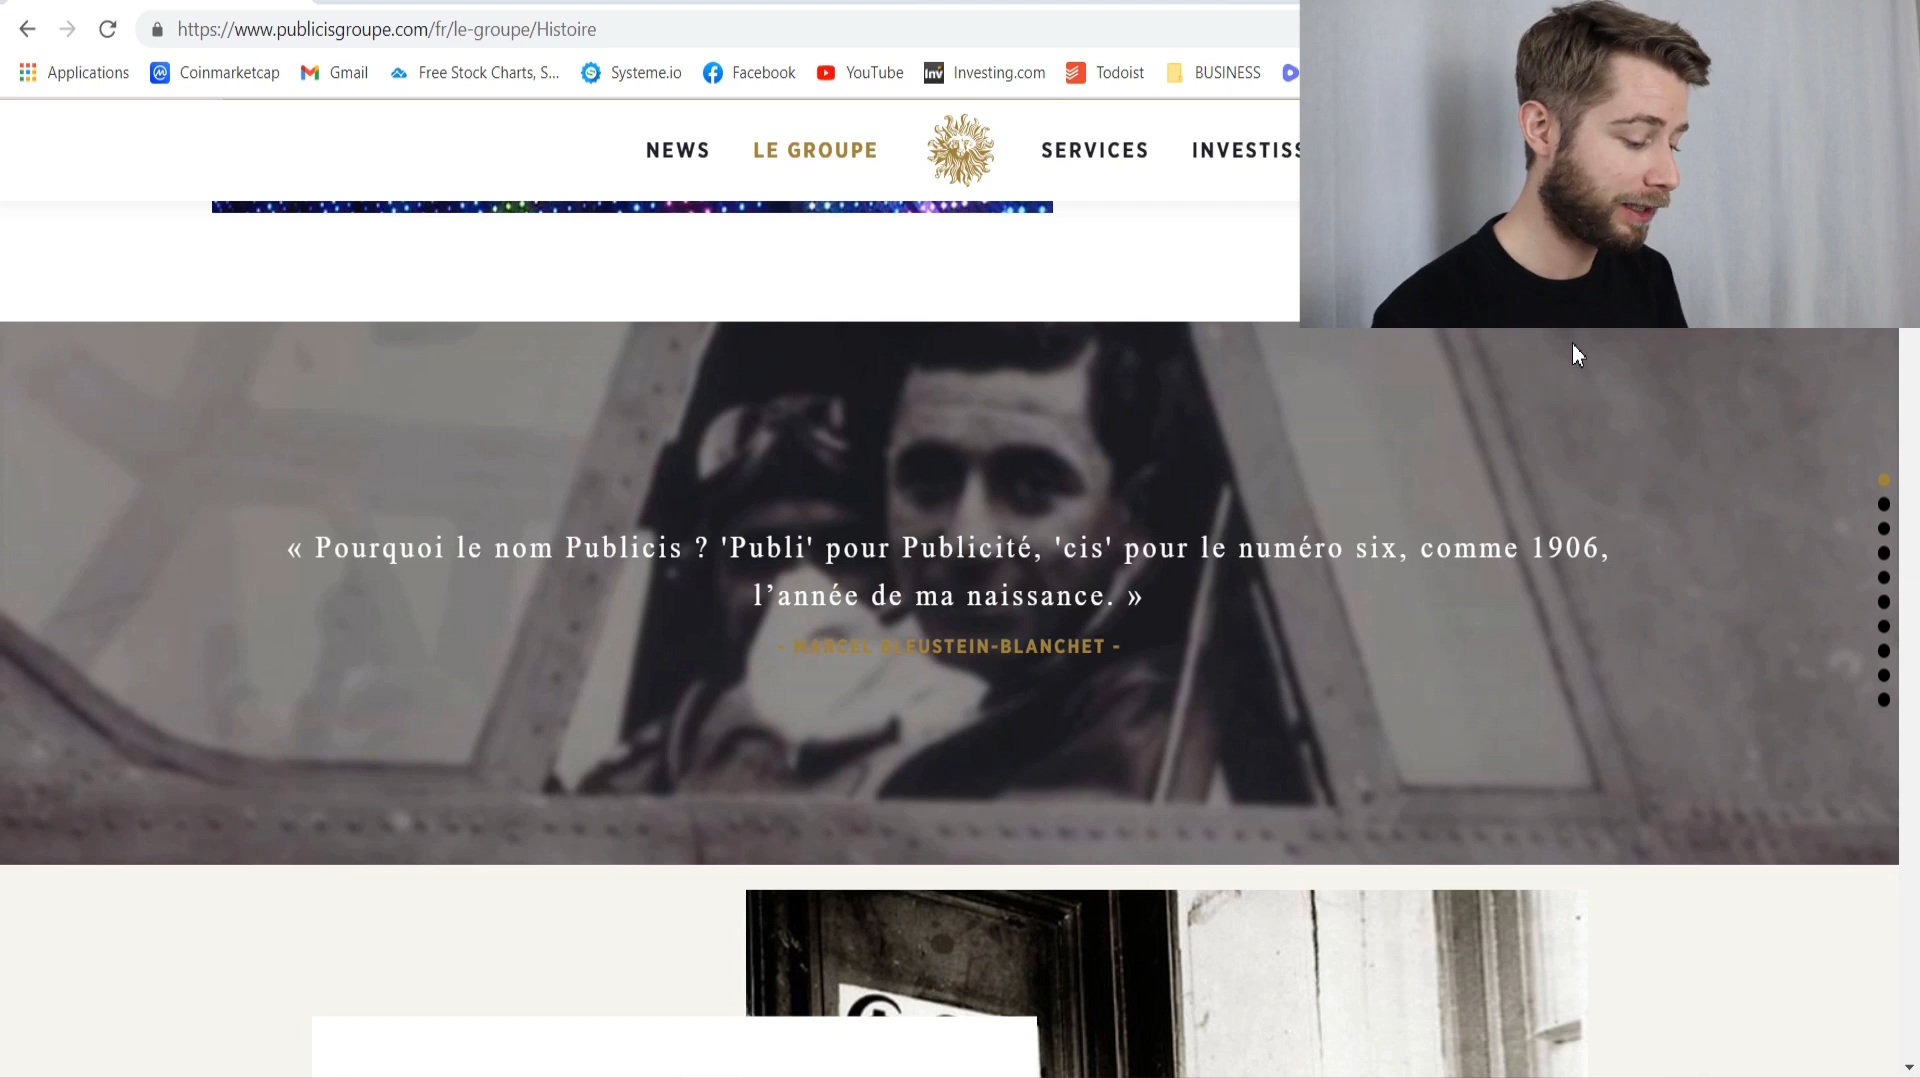 https://www.publicisgroupe.com/fr/le-groupe/Histoire
Applications Coinmarketcap Gmail Free Stock Charts, S... Systeme.io Facebook YouTube Investing.com Todoist BUSINESS
NEWS LE GROUPE SERVICES INVESTISS
« Pourquoi le nom Publicis ? 'Publi' pour Publicité, 'cis' pour le numéro six, comme 1906,
l’année de ma naissance. »
- MARCEL BLEUSTEIN-BLANCHET -